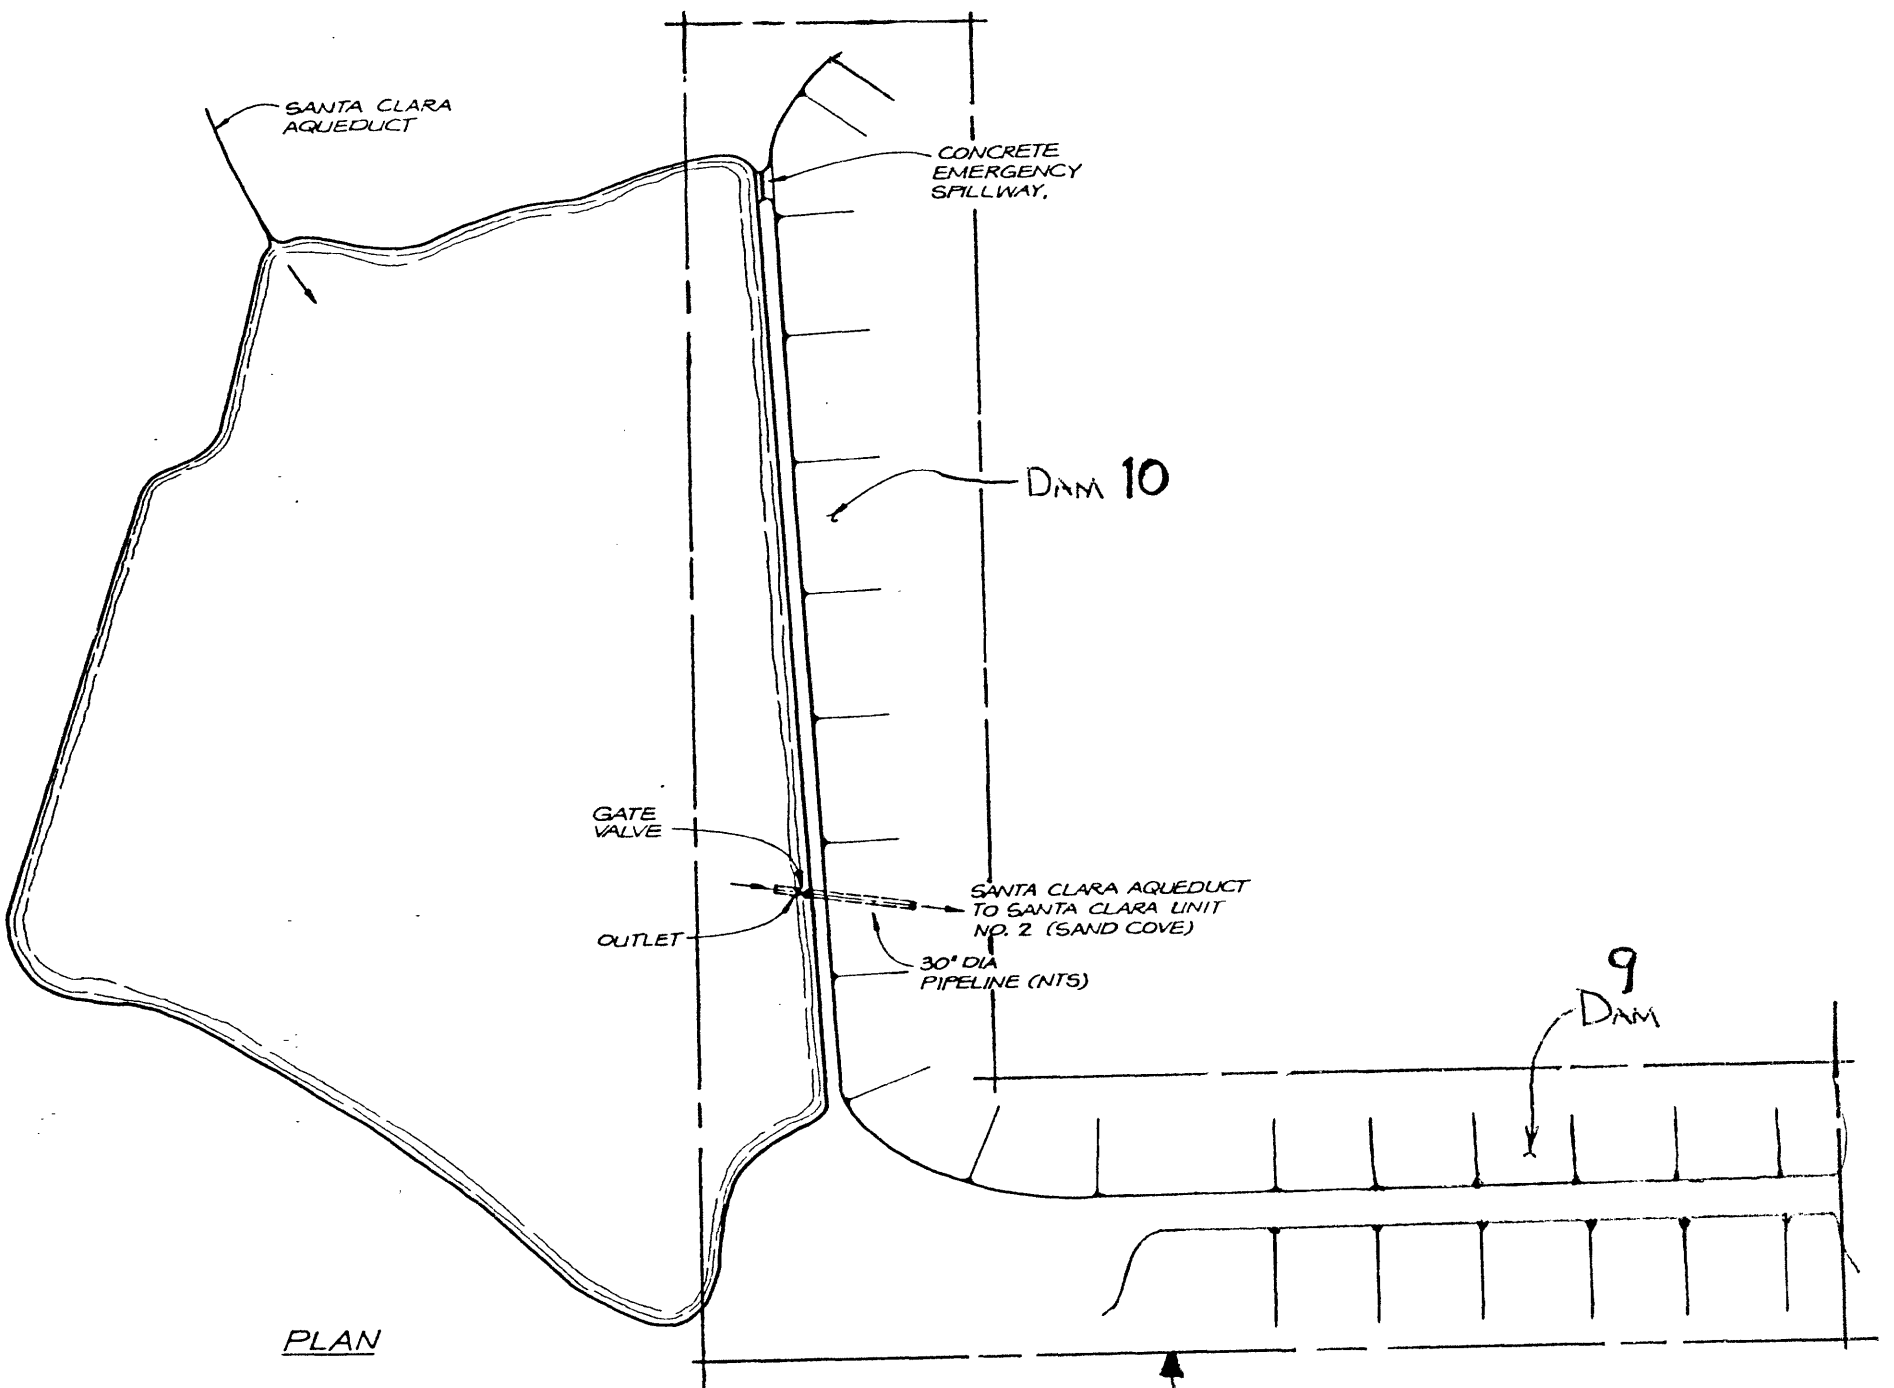 SANTA CLARA
AQUEDUCT
CONCRETE
EMERGENCY
SPILLWAY.
DAM 10
GATE
VALVE
OUTLET
SANTA CLARA AQUEDUCT
TO SANTA CLARA UNIT
NO. 2 (SAND COVE)
30" DIA
PIPELINE (NTS)
9
DAM
PLAN